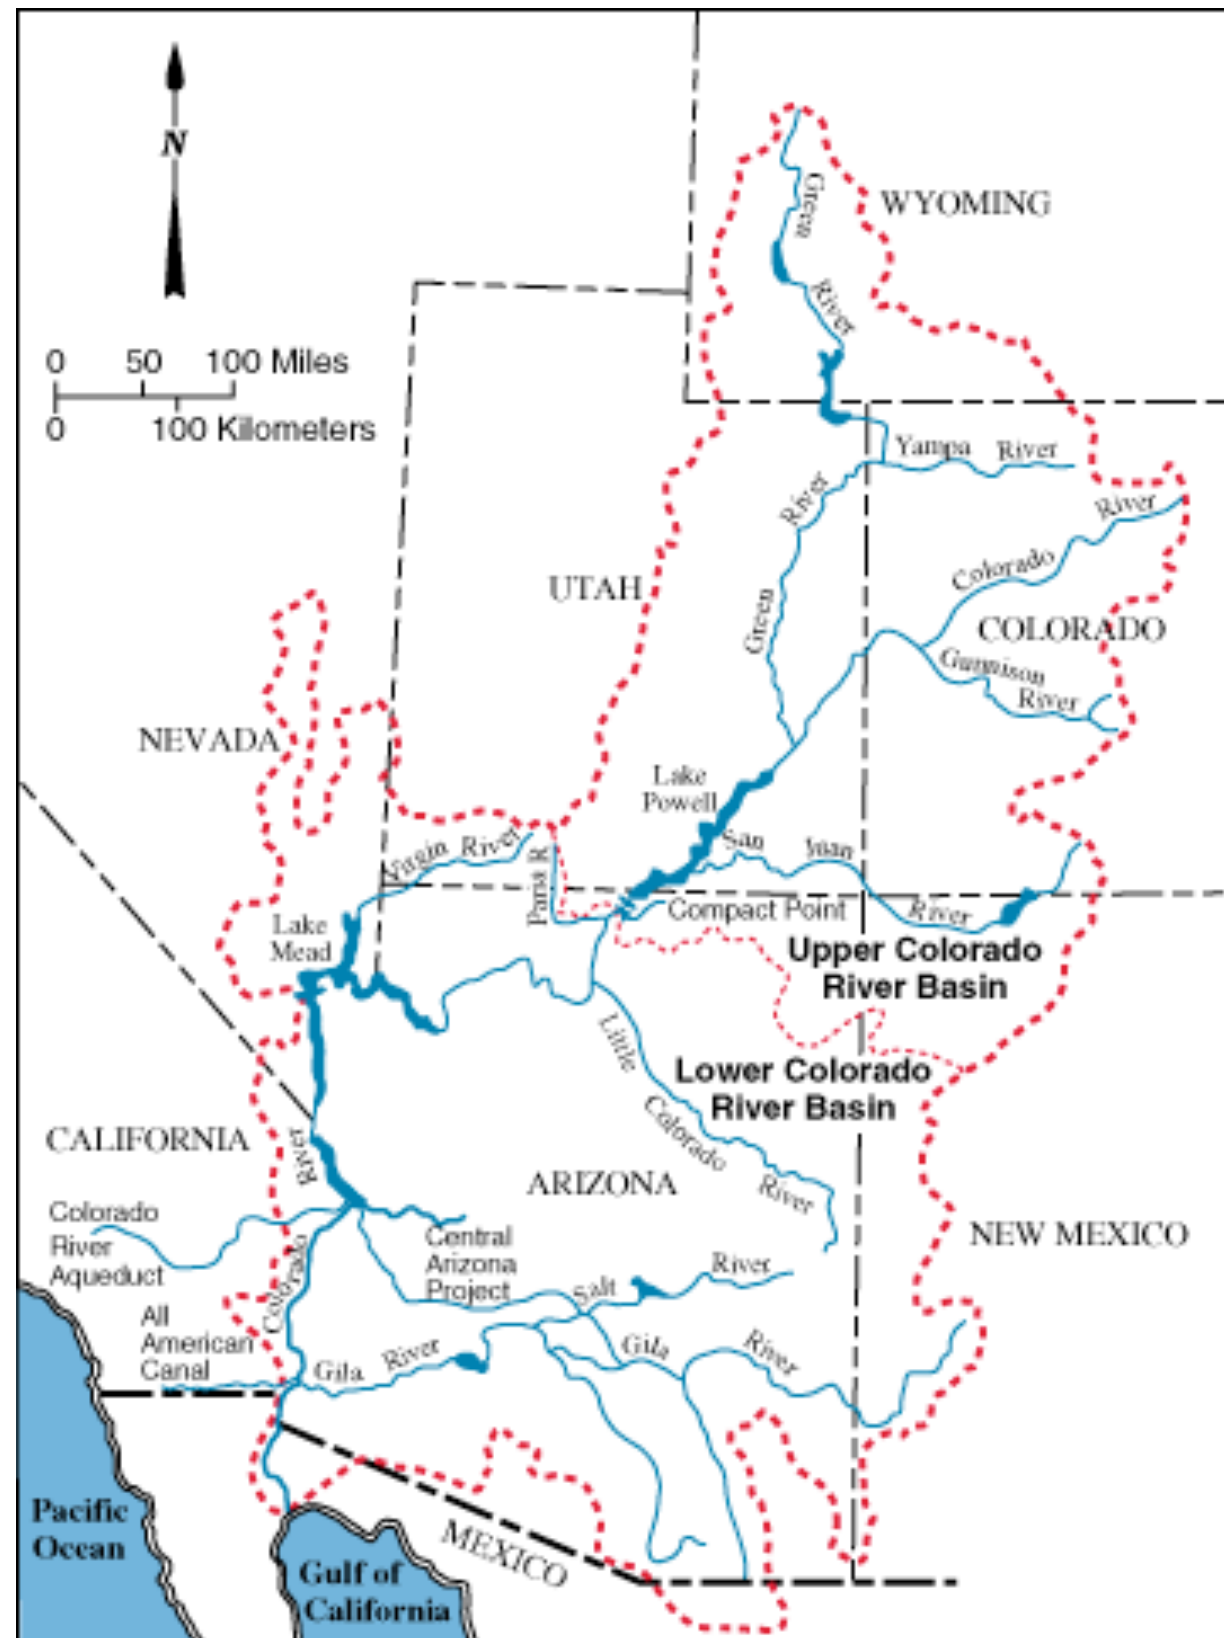 N
WYOMING
Green
River
0 50 100 Miles
0 100 Kilometers
Yampa River
River
Green
Colorado River
UTAH
COLORADO
Gunnison
River
NEVADA
Lake
Powell
San Juan
River
Virgin River
Paria R
Compact Point
Lake
Mead
Upper Colorado
River Basin
Little
Colorado
River
Lower Colorado
River Basin
CALIFORNIA
River
Colorado
ARIZONA
NEW MEXICO
Colorado
River
Aqueduct
Central
Arizona
Project
Salt River
All
American
Canal
Gila River
Gila River
Pacific
Ocean
MEXICO
Gulf of
California